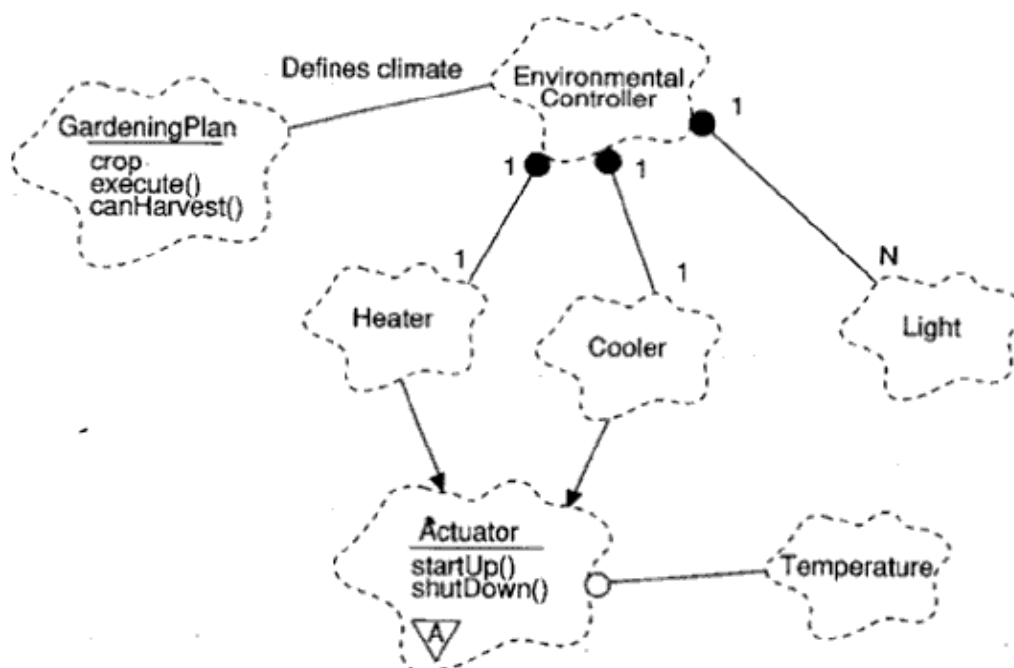 Defines climate
Environmental
Controller
1
GardeningPlan
crop
execute()
canHarvest()
1
1
1
1
N
Heater
Cooler
Light
Actuator
startUp()
shutDown()
A
Temperature